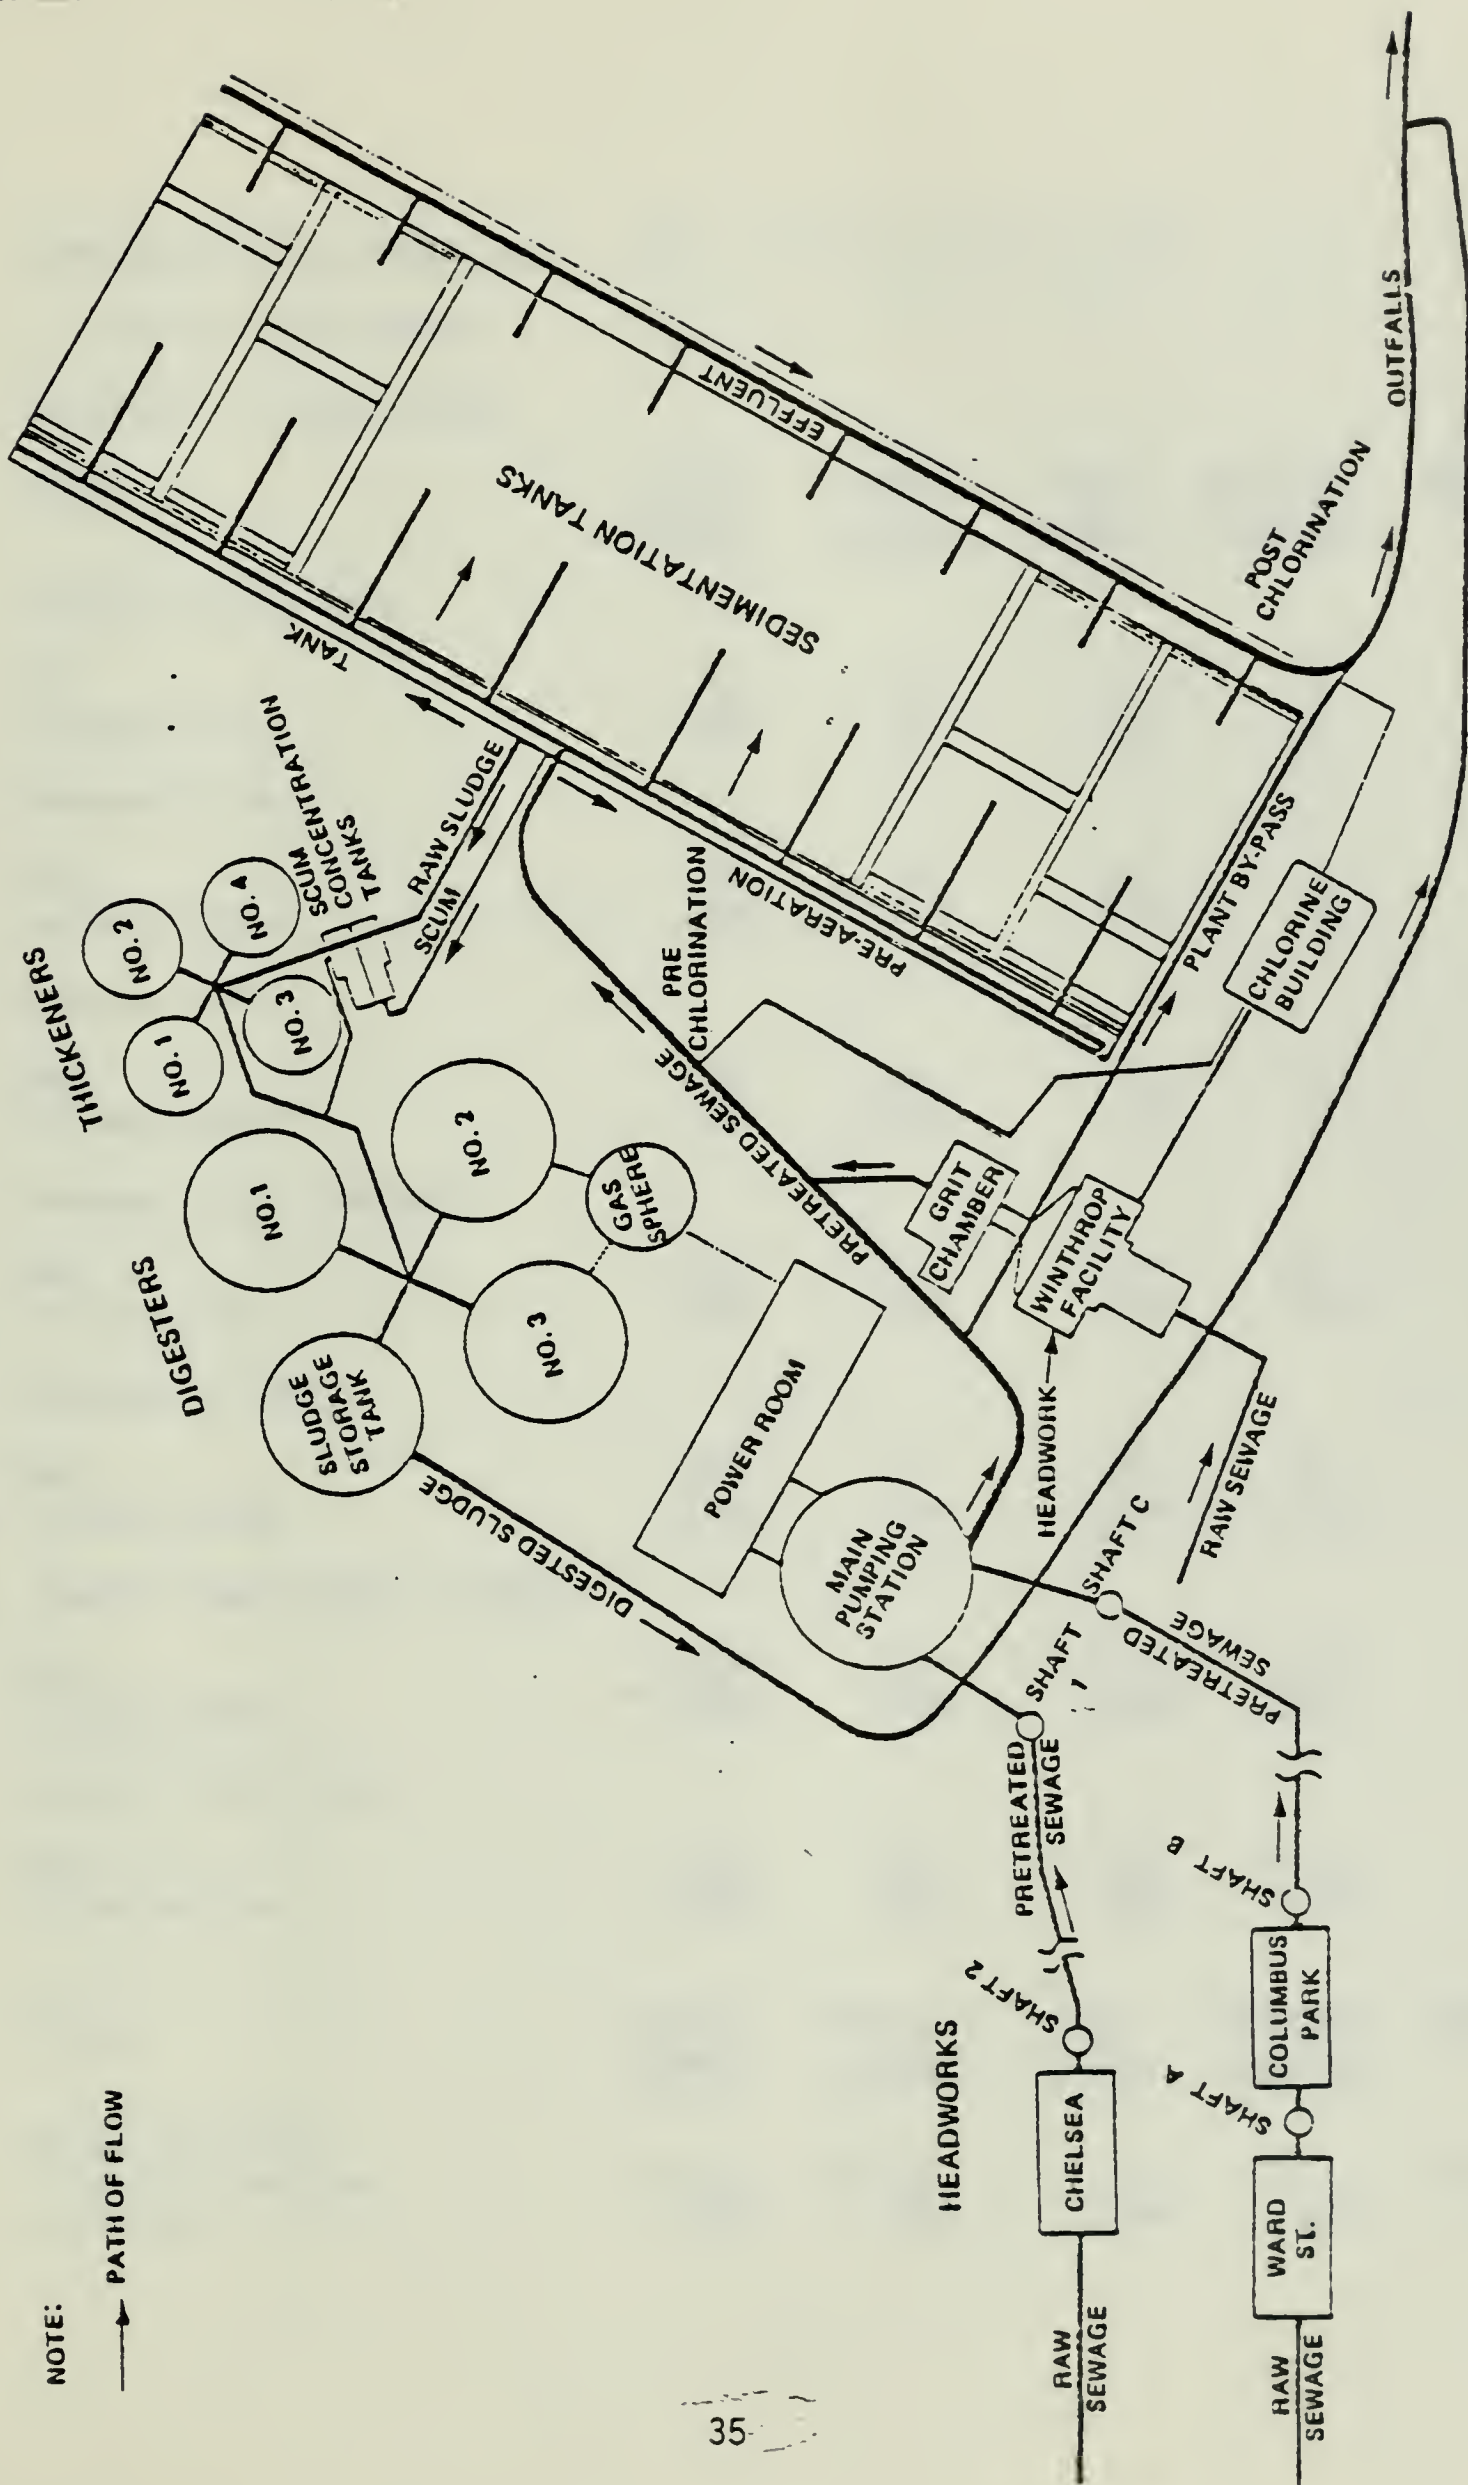 NOTE:
PATH OF FLOW
HEADWORKS
RAW
SEWAGE
CHELSEA
SHAFT 2
PRETREATED
SEWAGE
SHAFT
1
RAW
SEWAGE
WARD
ST.
SHAFT A
COLUMBUS
PARK
SHAFT B
PRETREATED
SEWAGE
SHAFT C
RAW SEWAGE
HEADWORK
WINTHROP
FACILITY
GRIT
CHAMBER
MAIN
PUMPING
STATION
POWER ROOM
DIGESTED SLUDGE
DIGESTERS
SLUDGE
STORAGE
TANK
NO. 1
NO. 2
NO. 3
GAS
SPHERE
THICKENERS
NO. 1
NO. 2
NO. 3
NO. 4
SCUM
CONCENTRATION
TANKS
RAW SLUDGE
SCUM
PRETREATED SEWAGE
PRE
CHLORINATION
PRE-AERATION
TANK
SEDIMENTATION TANKS
EFFLUENT
PLANT BY-PASS
CHLORINE
BUILDING
POST
CHLORINATION
OUTFALLS
35